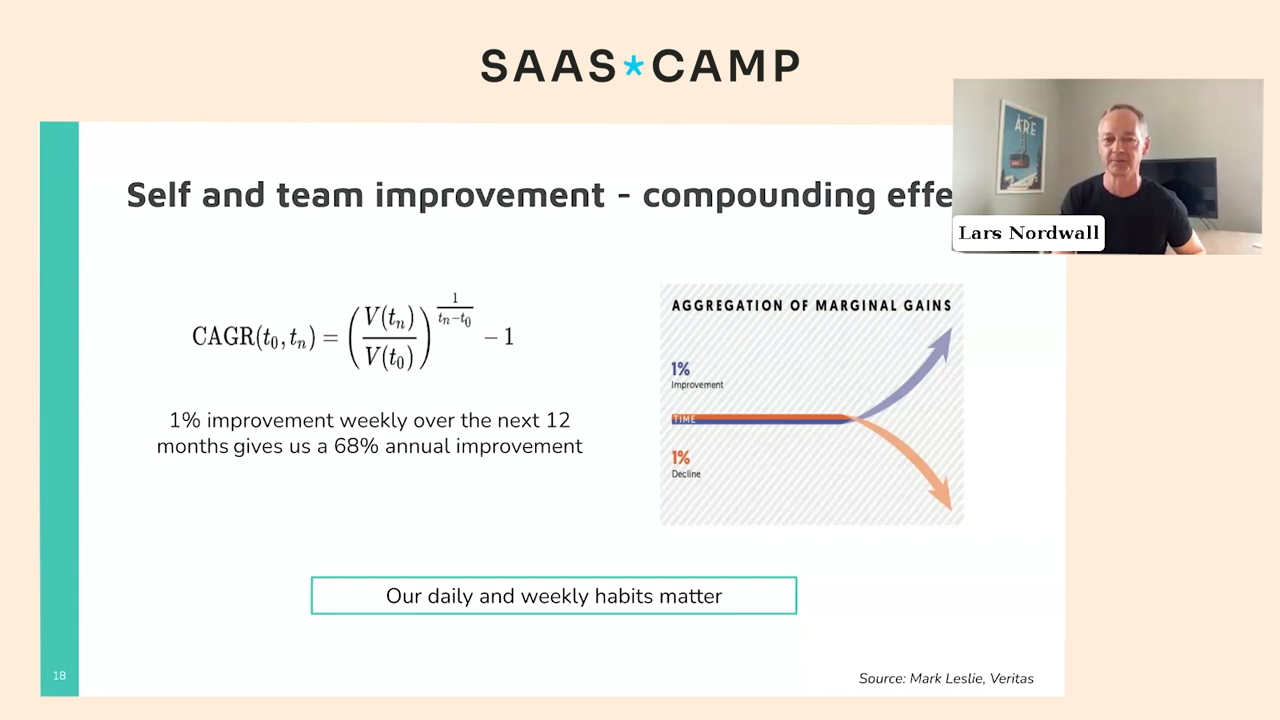 SAAS*CAMP
ÅRE
Lars Nordwall
Self and team improvement - compounding effe
CAGR(t₀, tₙ) = (V(tₙ) / V(t₀))^(1 / (tₙ−t₀)) − 1
1% improvement weekly over the next 12
months gives us a 68% annual improvement
AGGREGATION OF MARGINAL GAINS
1%
Improvement
TIME
1%
Decline
Our daily and weekly habits matter
18
Source: Mark Leslie, Veritas